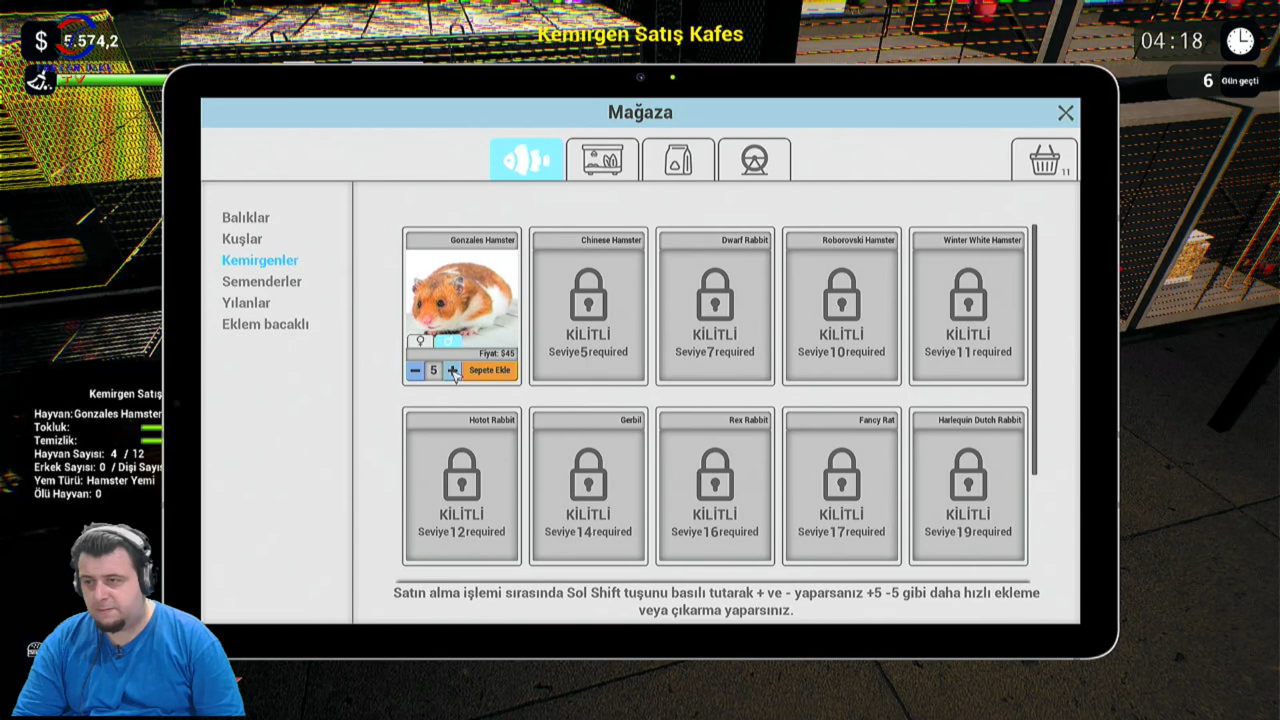 Kemirgen Satış Kafes
$ 5.574,2
04:18
6 Gün geçti
Mağaza
11
Balıklar
Kuşlar
Kemirgenler
Semenderler
Yılanlar
Eklem bacaklı
Gonzales Hamster
Fiyat: $45
5
Sepete Ekle
Chinese Hamster
KİLİTLİ
Seviye 5 required
Dwarf Rabbit
KİLİTLİ
Seviye 7 required
Roborovski Hamster
KİLİTLİ
Seviye 10 required
Winter White Hamster
KİLİTLİ
Seviye 11 required
Hotot Rabbit
KİLİTLİ
Seviye 12 required
Gerbil
KİLİTLİ
Seviye 14 required
Rex Rabbit
KİLİTLİ
Seviye 16 required
Fancy Rat
KİLİTLİ
Seviye 17 required
Harlequin Dutch Rabbit
KİLİTLİ
Seviye 19 required
Satın alma işlemi sırasında Sol Shift tuşunu basılı tutarak + ve - yaparsanız +5 -5 gibi daha hızlı ekleme
veya çıkarma yaparsınız.
Kemirgen Satış
Hayvan:Gonzales Hamster
Tokluk:
Temizlik:
Hayvan Sayısı: 4 / 12
Erkek Sayısı: 0 / Dişi Sayıs
Yem Türü: Hamster Yemi
Ölü Hayvan: 0